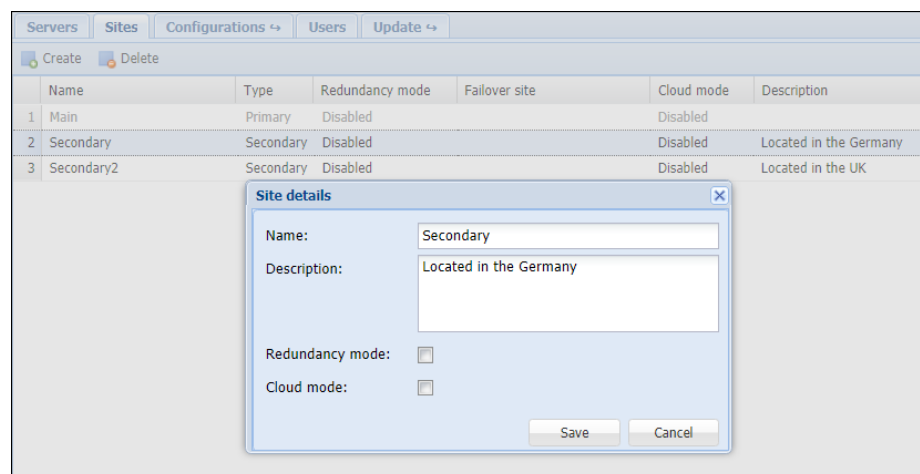 Servers Sites Configurations ↪ Users Update ↪
Create Delete
Name Type Redundancy mode Failover site Cloud mode Description
1 Main Primary Disabled Disabled
2 Secondary Secondary Disabled Disabled Located in the Germany
3 Secondary2 Secondary Disabled Disabled Located in the UK
Site details
Name: Secondary
Description: Located in the Germany
Redundancy mode:
Cloud mode:
Save Cancel